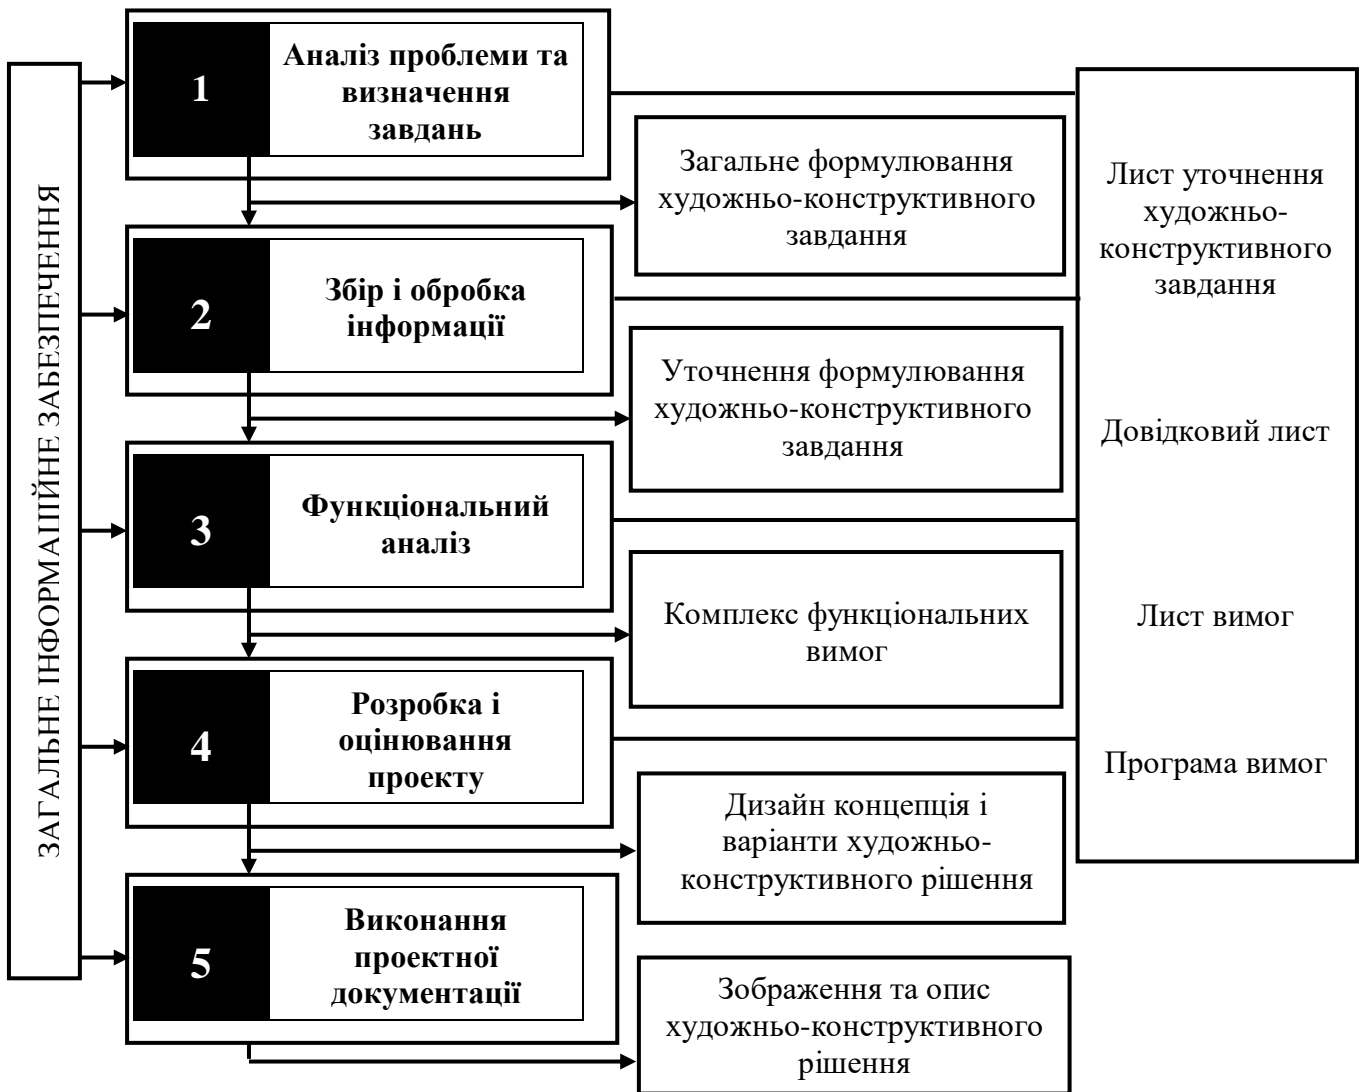 ЗАГАЛЬНЕ ІНФОРМАЦІЙНЕ ЗАБЕЗПЕЧЕННЯ
1
Аналіз проблеми та
визначення
завдань
Загальне формулювання
художньо-конструктивного
завдання
2
Збір і обробка
інформації
Уточнення формулювання
художньо-конструктивного
завдання
3
Функціональний
аналіз
Комплекс функціональних
вимог
4
Розробка і
оцінювання
проекту
Дизайн концепція і
варіанти художньо-
конструктивного рішення
5
Виконання
проектної
документації
Зображення та опис
художньо-конструктивного
рішення
Лист уточнення
художньо-
конструктивного
завдання
Довідковий лист
Лист вимог
Програма вимог